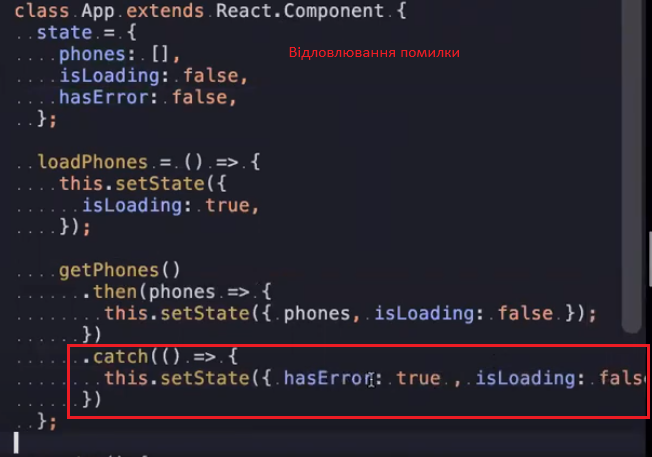 class App extends React.Component {
state = {
phones: [],
Відловлювання помилки
isLoading: false,
hasError: false,
};
loadPhones = () => {
this.setState({
isLoading: true,
});
getPhones()
.then(phones => {
this.setState({ phones, isLoading: false });
})
.catch(() => {
this.setState({ hasError: true , isLoading: fals
})
};